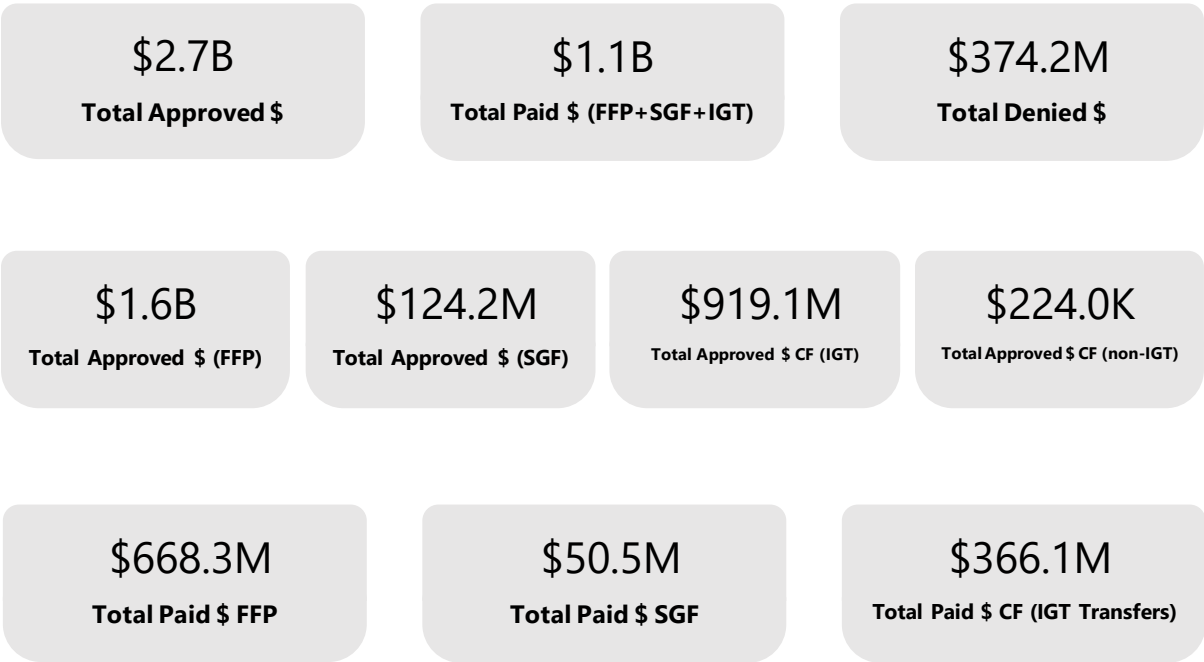 $2.7B
Total Approved $
$1.1B
Total Paid $ (FFP+SGF+IGT)
$374.2M
Total Denied $
$1.6B
Total Approved $ (FFP)
$124.2M
Total Approved $ (SGF)
$919.1M
Total Approved $ CF (IGT)
$224.0K
Total Approved $ CF (non-IGT)
$668.3M
Total Paid $ FFP
$50.5M
Total Paid $ SGF
$366.1M
Total Paid $ CF (IGT Transfers)